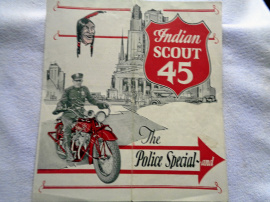 Indian
SCOUT
45
The
Police Special-and